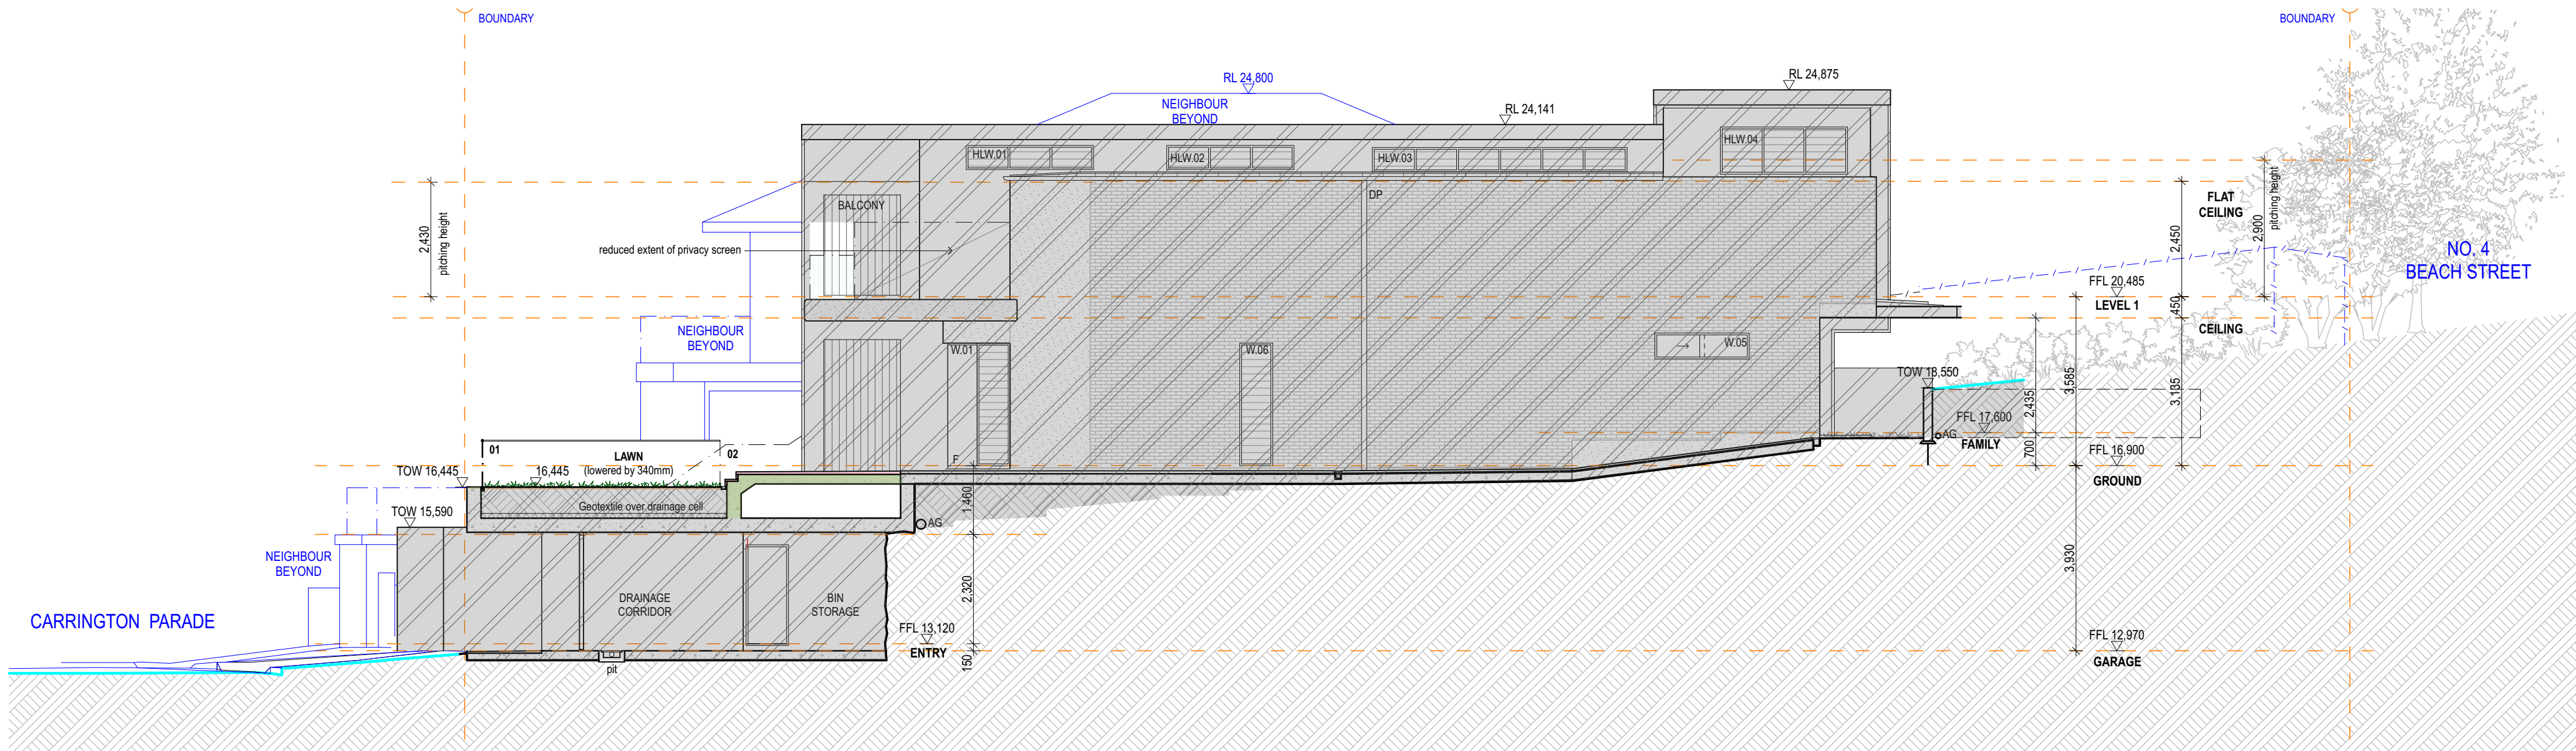 BOUNDARY
BOUNDARY
RL 24,800
NEIGHBOUR
BEYOND
RL 24,141
RL 24,875
HLW.01
HLW.02
HLW.03
HLW.04
DP
BALCONY
reduced extent of privacy screen
2,430
pitching height
FLAT
CEILING
2,450
2,900
pitching height
NO. 4
BEACH STREET
FFL 20,485
LEVEL 1
450
CEILING
NEIGHBOUR
BEYOND
W.01
W.06
W.05
F
TOW 18,550
3,585
3,135
2,435
FFL 17,600
AG
FAMILY
700
FFL 16,900
GROUND
01
LAWN
(lowered by 340mm)
02
TOW 16,445
16,445
Geotextile over drainage cell
TOW 15,590
1,460
AG
NEIGHBOUR
BEYOND
2,320
3,930
DRAINAGE
CORRIDOR
BIN
STORAGE
CARRINGTON PARADE
FFL 13,120
ENTRY
150
pit
FFL 12,970
GARAGE